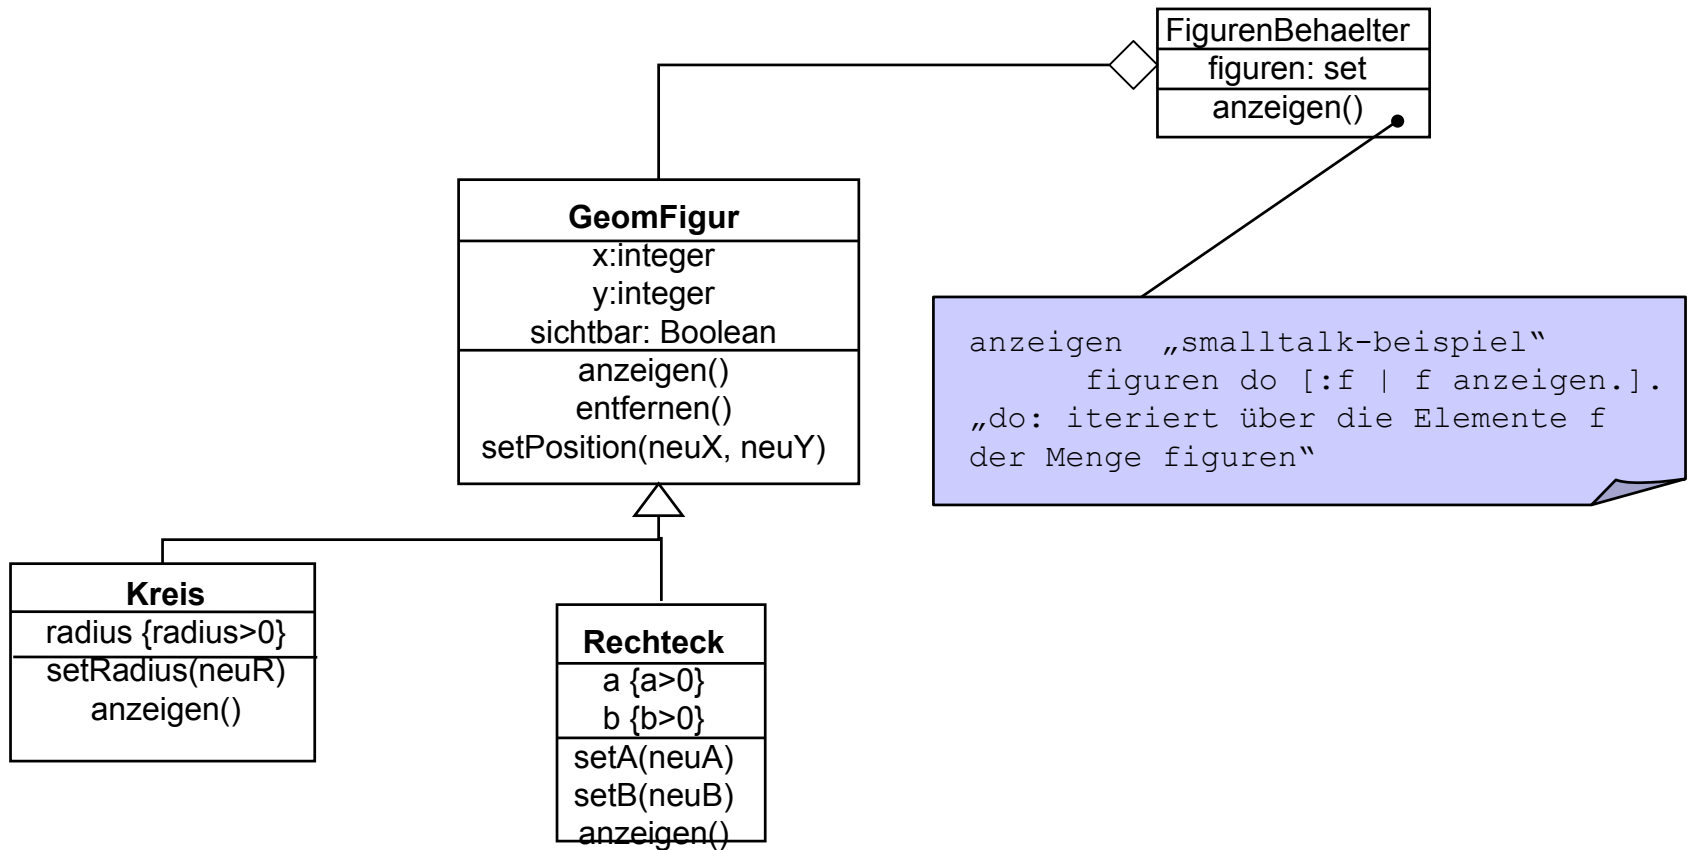 FigurenBehaelter
figuren: set
anzeigen()
GeomFigur
x:integer
y:integer
sichtbar: Boolean
anzeigen()
entfernen()
setPosition(neuX, neuY)
anzeigen  „smalltalk-beispiel“
figuren do [:f | f anzeigen.].
„do: iteriert über die Elemente f
der Menge figuren“
Kreis
radius {radius>0}
setRadius(neuR)
anzeigen()
Rechteck
a {a>0}
b {b>0}
setA(neuA)
setB(neuB)
anzeigen()